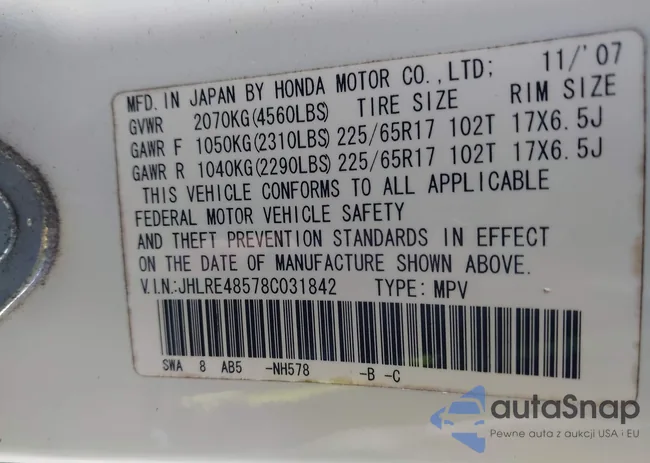 MFD. IN JAPAN BY HONDA MOTOR CO.,LTD; 11/'07
GVWR 2070KG(4560LBS) TIRE SIZE RIM SIZE
GAWR F 1050KG(2310LBS) 225/65R17 102T 17X6.5J
GAWR R 1040KG(2290LBS) 225/65R17 102T 17X6.5J
THIS VEHICLE CONFORMS TO ALL APPLICABLE
FEDERAL MOTOR VEHICLE SAFETY
AND THEFT PREVENTION STANDARDS IN EFFECT
ON THE DATE OF MANUFACTURE SHOWN ABOVE.
V.I.N.:JHLRE48578C031842 TYPE: MPV
SWA 8 AB5 -NH578 -B -C
autaSnap
Pewne auta z aukcji USA i EU